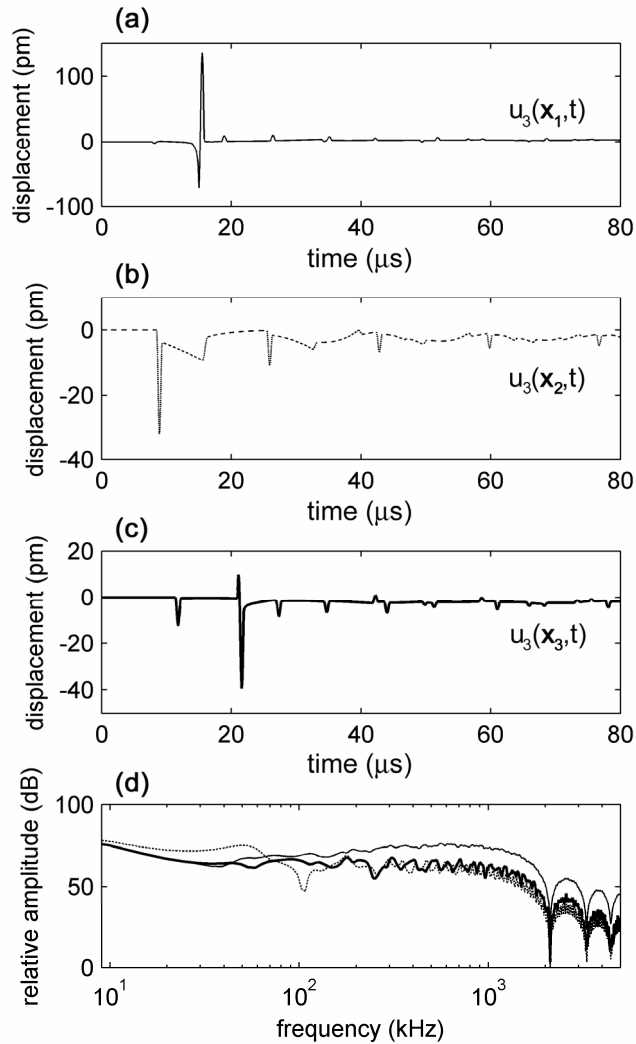 (a)
displacement (pm)
100
0
-100
u3(x1,t)
0 20 40 60 80
time (μs)
(b)
displacement (pm)
0
-20
-40
u3(x2,t)
0 20 40 60 80
time (μs)
(c)
displacement (pm)
20
0
-20
-40
u3(x3,t)
0 20 40 60 80
time (μs)
(d)
relative amplitude (dB)
100
50
0
10¹ 10² 10³
frequency (kHz)